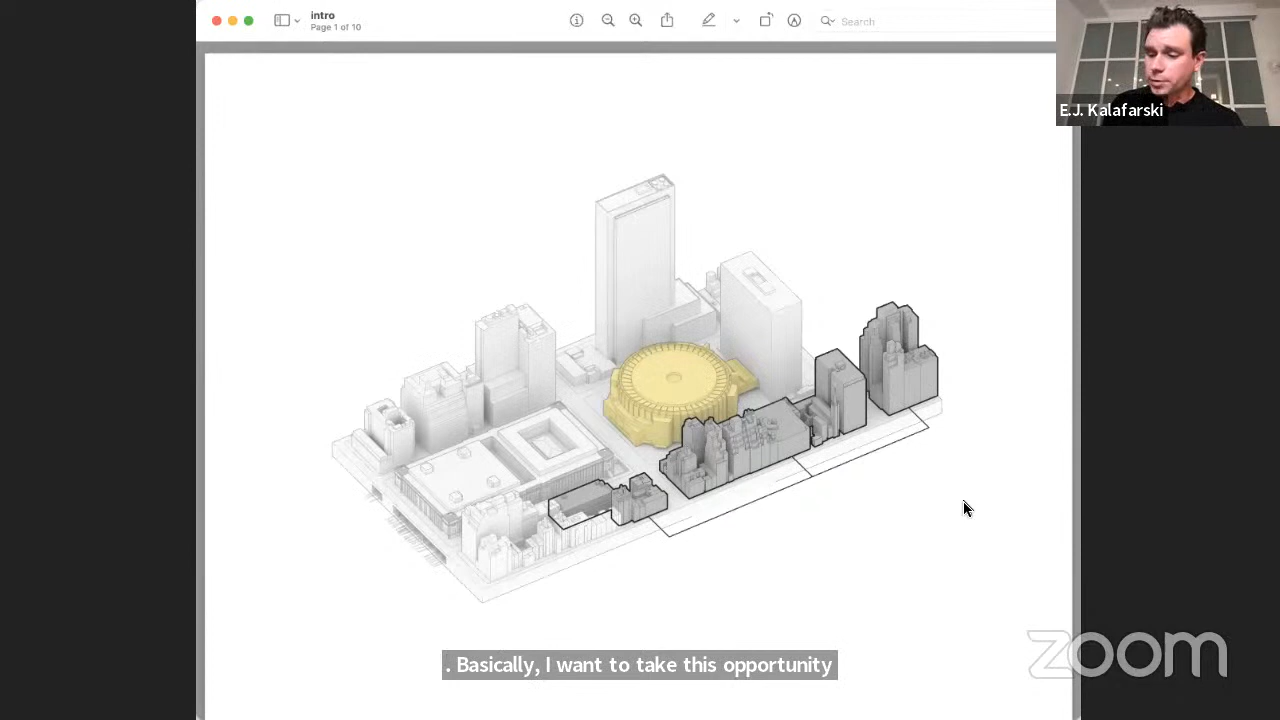 intro
Page 1 of 10
Search
E.J. Kalafarski
. Basically, I want to take this opportunity
zoom